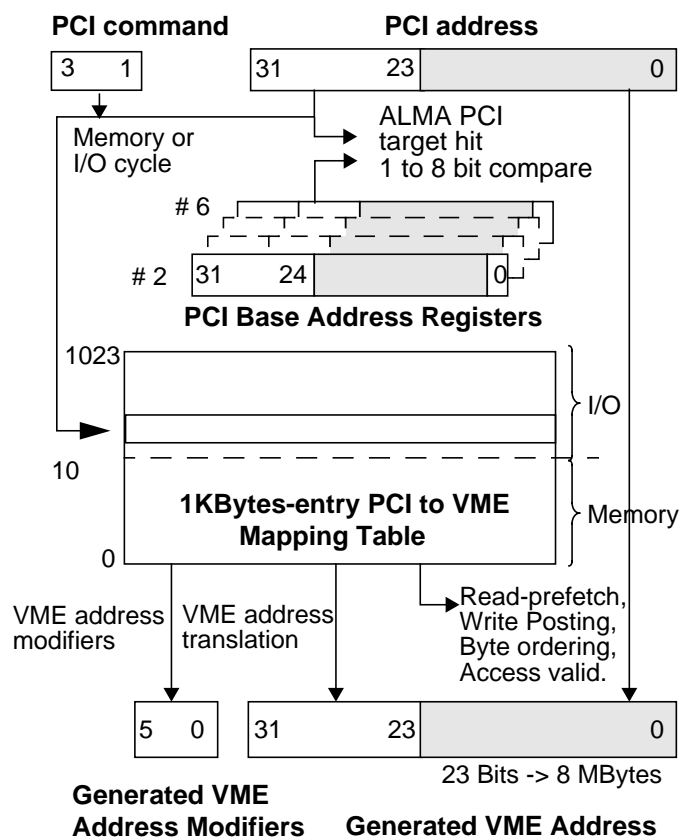 PCI command PCI address
3 1 31 23 0
Memory or
I/O cycle
ALMA PCI
target hit
1 to 8 bit compare
# 6
# 2 31 24 0
PCI Base Address Registers
1023
I/O
10
1KBytes-entry PCI to VME
Mapping Table
Memory
0
VME address
modifiers
VME address
translation
Read-prefetch,
Write Posting,
Byte ordering,
Access valid.
5 0 31 23 0
23 Bits -> 8 MBytes
Generated VME
Address Modifiers
Generated VME Address